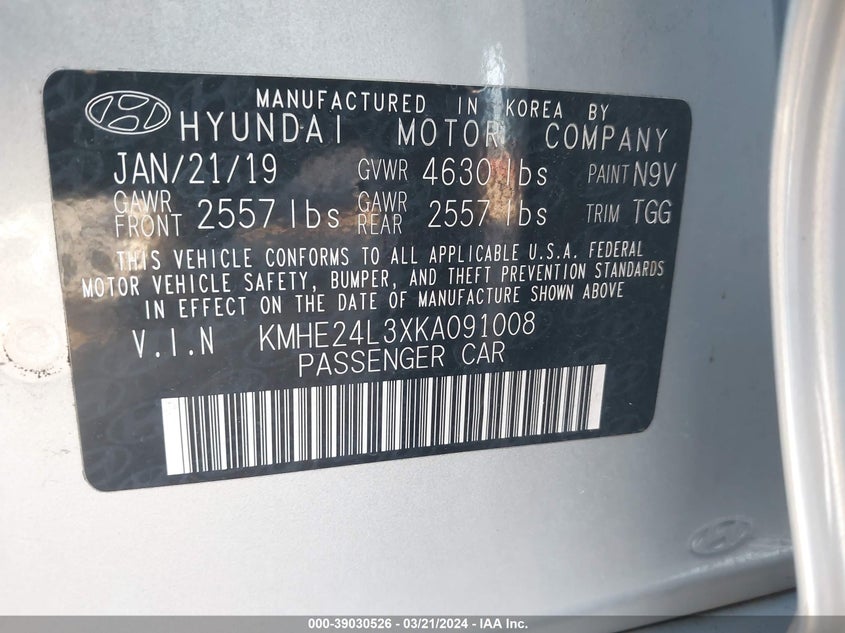 MANUFACTURED IN KOREA BY
HYUNDAI MOTOR COMPANY
JAN/21/19 GVWR 4630 lbs PAINT N9V
GAWR FRONT 2557 lbs GAWR REAR 2557 lbs TRIM TGG
THIS VEHICLE CONFORMS TO ALL APPLICABLE U.S.A. FEDERAL
MOTOR VEHICLE SAFETY, BUMPER, AND THEFT PREVENTION STANDARDS
IN EFFECT ON THE DATE OF MANUFACTURE SHOWN ABOVE
V.I.N KMHE24L3XKA091008
PASSENGER CAR
000-39030526 | 03/21/2024 - IAA Inc.